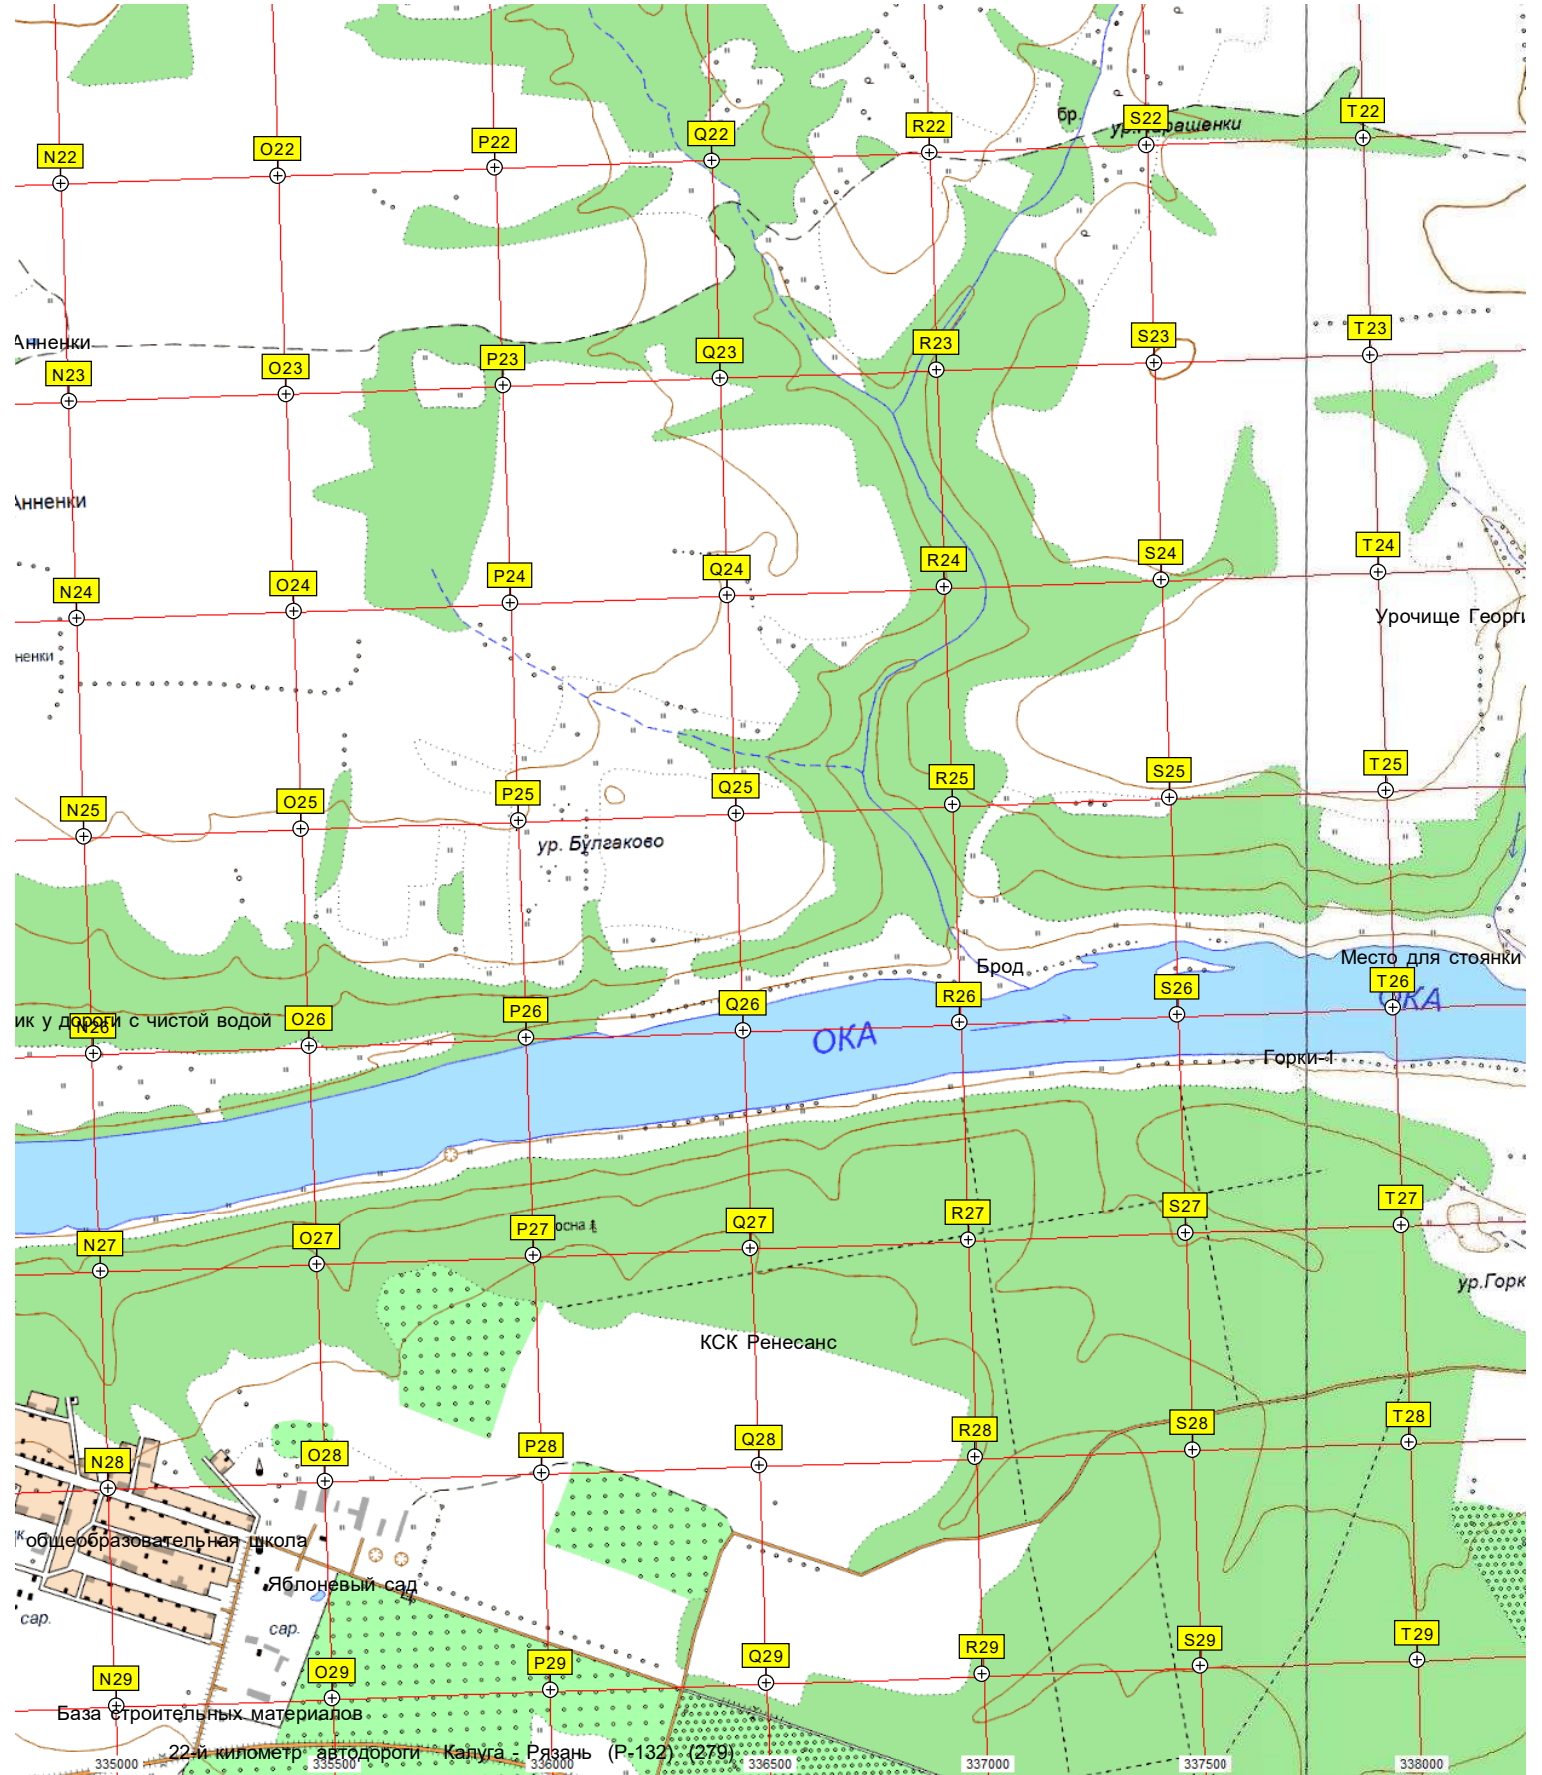 бр.
ур. 
S22
T22
R22
Q22
P22
O22
N22
Анненки
T23
S23
R23
Q23
P23
O23
N23
Анненки
T24
S24
R24
Q24
P24
O24
N24
Урочище Георги
ненки
T25
S25
R25
Q25
P25
O25
N25
ур. Булгаково
Место для стоянки
Брод
T26
S26
R26
Q26
P26
O26
N26
ОКА
ик у дороги с чистой водой
ОКА
Горки-1
T27
S27
R27
Q27
P27
O27
N27
осна
ур.Горк
КСК Ренесанс
T28
S28
R28
Q28
P28
O28
N28
общеобразовательная школа
Яблоневый сад
сар.
сар.
T29
S29
R29
Q29
P29
O29
N29
База строительных материалов
22-й километр автодороги Калуга - Рязань (Р-132) (279)
335000
335500
336000
336500
337000
337500
338000